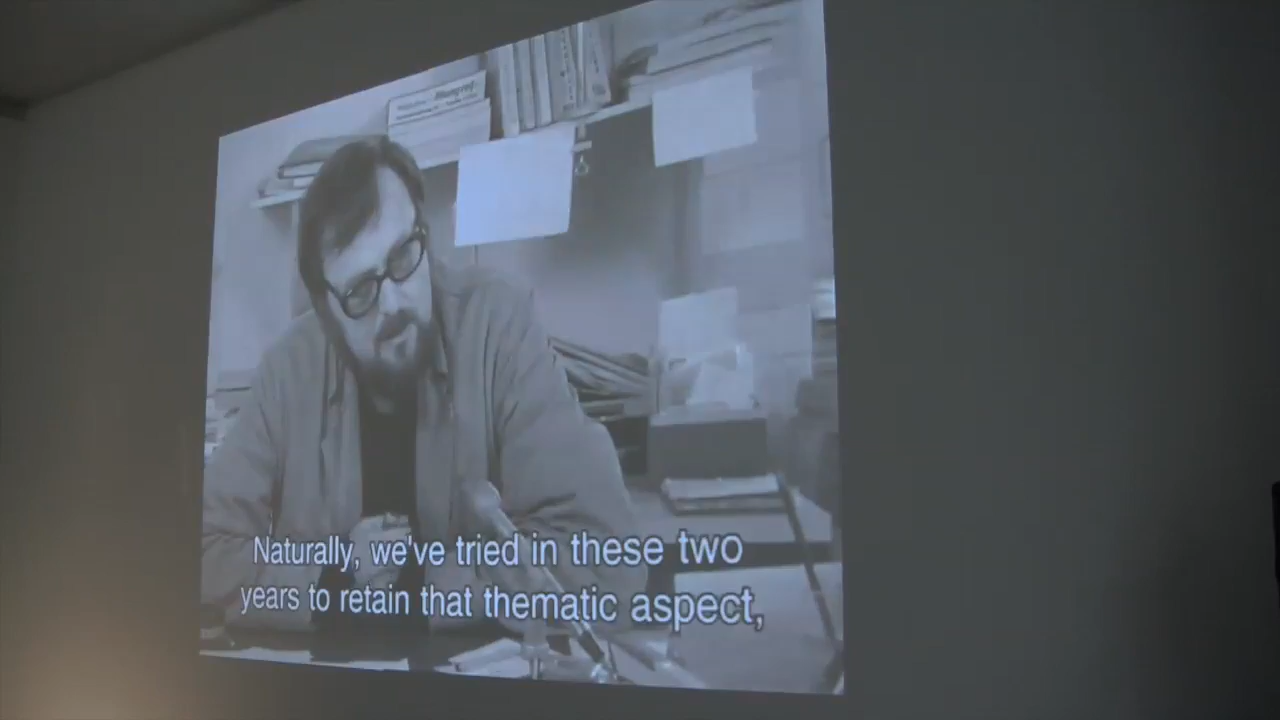 Naturally, we've tried in these two
years to retain that thematic aspect,